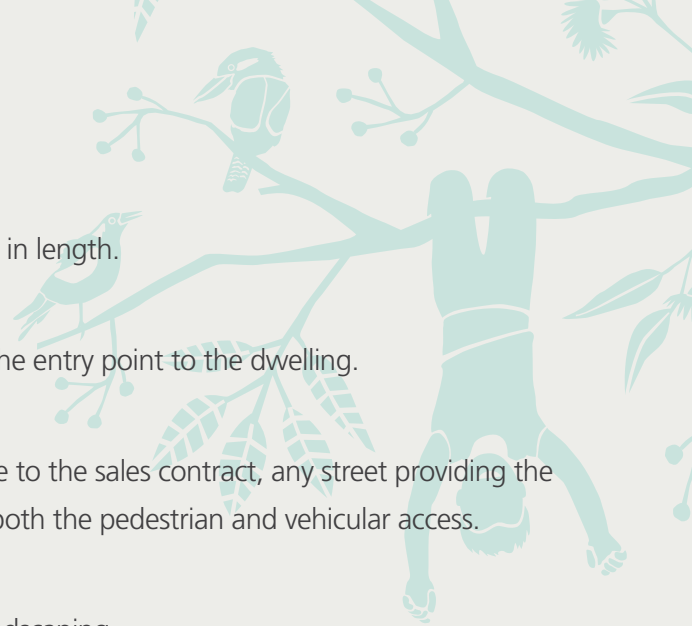 in length.
entry point to the dwelling.
to the sales contract, any street providing the
both the pedestrian and vehicular access.